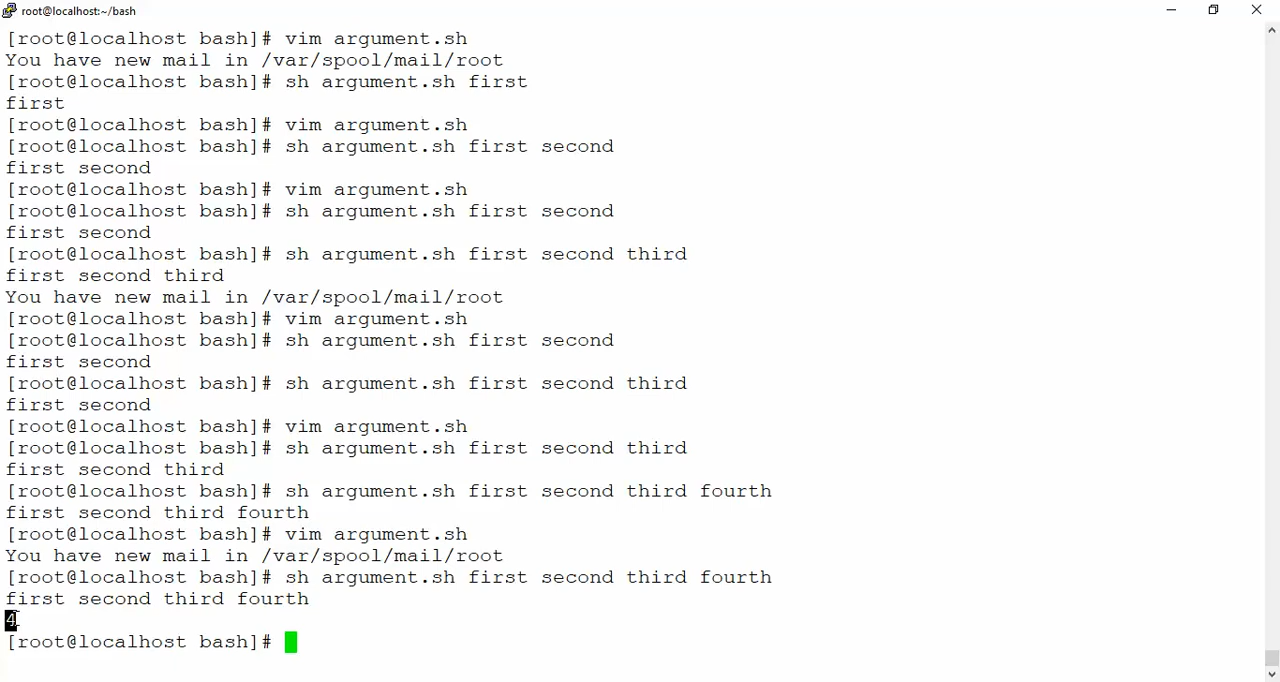 root@localhost:~/bash
[root@localhost bash]# vim argument.sh
You have new mail in /var/spool/mail/root
[root@localhost bash]# sh argument.sh first
first
[root@localhost bash]# vim argument.sh
[root@localhost bash]# sh argument.sh first second
first second
[root@localhost bash]# vim argument.sh
[root@localhost bash]# sh argument.sh first second
first second
[root@localhost bash]# sh argument.sh first second third
first second third
You have new mail in /var/spool/mail/root
[root@localhost bash]# vim argument.sh
[root@localhost bash]# sh argument.sh first second
first second
[root@localhost bash]# sh argument.sh first second third
first second
[root@localhost bash]# vim argument.sh
[root@localhost bash]# sh argument.sh first second third
first second third
[root@localhost bash]# sh argument.sh first second third fourth
first second third fourth
[root@localhost bash]# vim argument.sh
You have new mail in /var/spool/mail/root
[root@localhost bash]# sh argument.sh first second third fourth
first second third fourth
4
[root@localhost bash]#